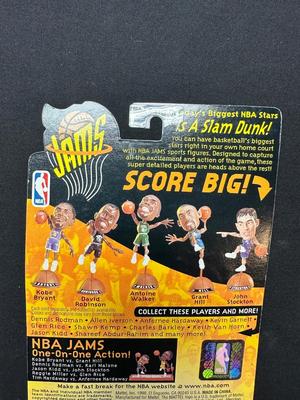 day's Biggest NBA Stars
Is A Slam Dunk!
You can have basketball's biggest
stars right in your own home court
with NBA JAMS sports figures. Designed to capture
all the excitement and action of the game, these
super detailed players are heads above the rest!
JAMS
SCORE BIG!
NBA
Kobe
Bryant
David
Robinson
Antoine
Walker
Grant
Hill
John
Stockton
COLLECT THESE PLAYERS AND MORE!
Dennis Rodman • Allen Iverson • Anfernee Hardaway • Kevin Garnett
Glen Rice • Shawn Kemp • Charles Barkley • Keith Van Horn
Jason Kidd • Shareef Abdur-Rahim and many more!
NBA JAMS
One-On-One Action!
Kobe Bryant vs. Grant Hill
Dennis Rodman vs. Karl Malone
Jason Kidd vs. John Stockton
Reggie Miller vs. Glen Rice
Tim Hardaway vs. Anfernee Hardaway
Make a fast break for the NBA website @ www.nba.com